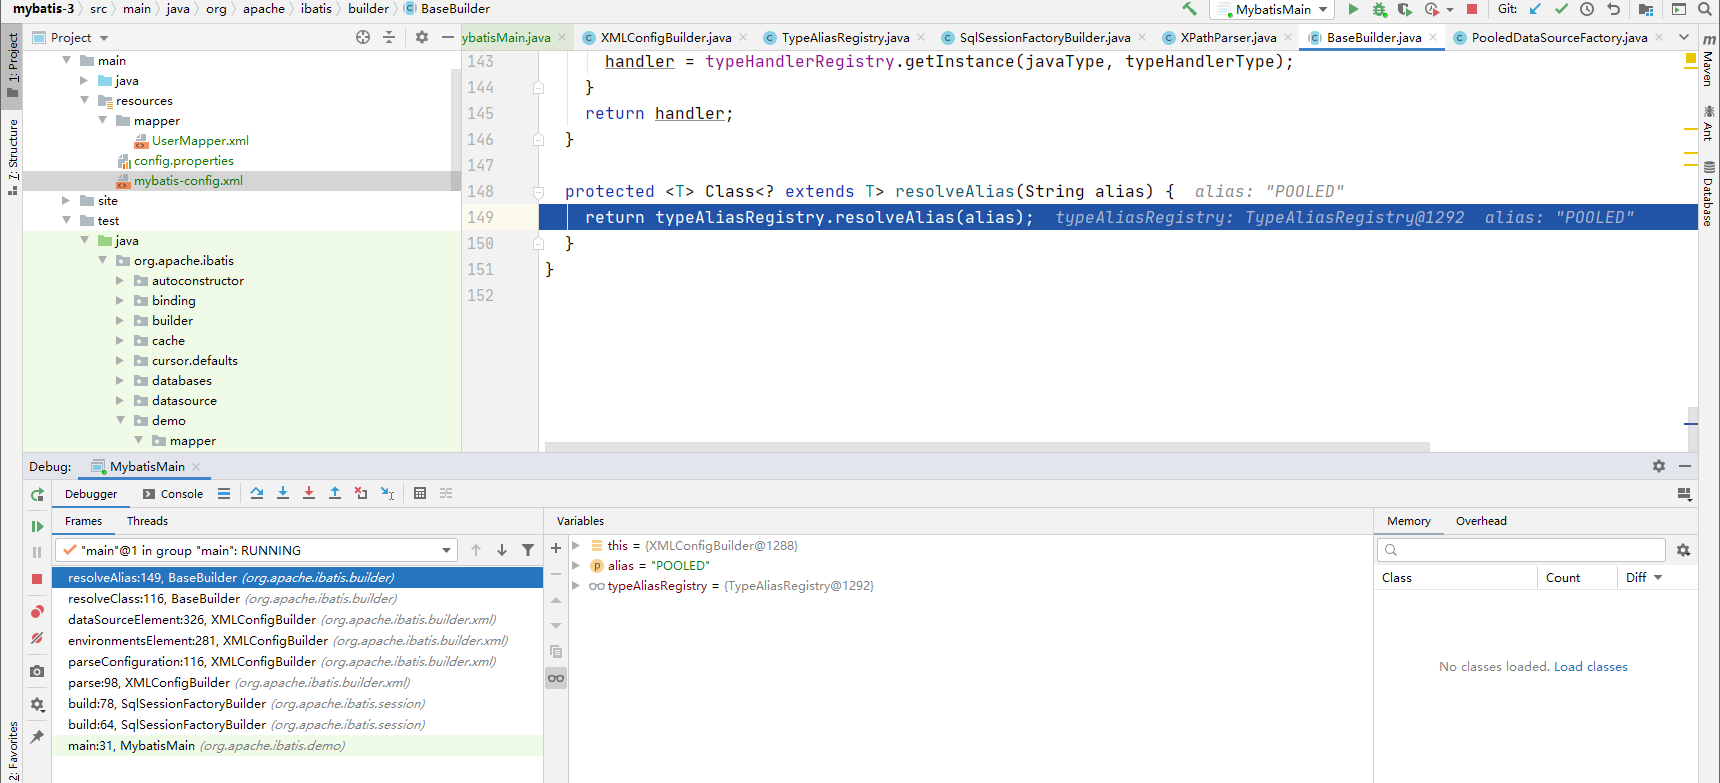 mybatis-3 src main java org apache ibatis builder BaseBuilder
MybatisMain Git:
1: Project
7: Structure
2: Favorites
Project
main
java
resources
mapper
UserMapper.xml
config.properties
mybatis-config.xml
site
test
java
org.apache.ibatis
autoconstructor
binding
builder
cache
cursor.defaults
databases
datasource
demo
mapper
ybatisMain.java XMLConfigBuilder.java TypeAliasRegistry.java SqlSessionFactoryBuilder.java XPathParser.java BaseBuilder.java PooledDataSourceFactory.java
143 handler = typeHandlerRegistry.getInstance(javaType, typeHandlerType);
144 }
145 return handler;
146 }
147
148 protected <T> Class<? extends T> resolveAlias(String alias) { alias: "POOLED"
149 return typeAliasRegistry.resolveAlias(alias); typeAliasRegistry: TypeAliasRegistry@1292 alias: "POOLED"
150 }
151 }
152
m Maven
Ant
Database
Debug: MybatisMain
Debugger Console
Frames Threads
"main"@1 in group "main": RUNNING
resolveAlias:149, BaseBuilder (org.apache.ibatis.builder)
resolveClass:116, BaseBuilder (org.apache.ibatis.builder)
dataSourceElement:326, XMLConfigBuilder (org.apache.ibatis.builder.xml)
environmentsElement:281, XMLConfigBuilder (org.apache.ibatis.builder.xml)
parseConfiguration:116, XMLConfigBuilder (org.apache.ibatis.builder.xml)
parse:98, XMLConfigBuilder (org.apache.ibatis.builder.xml)
build:78, SqlSessionFactoryBuilder (org.apache.ibatis.session)
build:64, SqlSessionFactoryBuilder (org.apache.ibatis.session)
main:31, MybatisMain (org.apache.ibatis.demo)
Variables
this = {XMLConfigBuilder@1288}
alias = "POOLED"
typeAliasRegistry = {TypeAliasRegistry@1292}
Memory Overhead
Class Count Diff
No classes loaded. Load classes